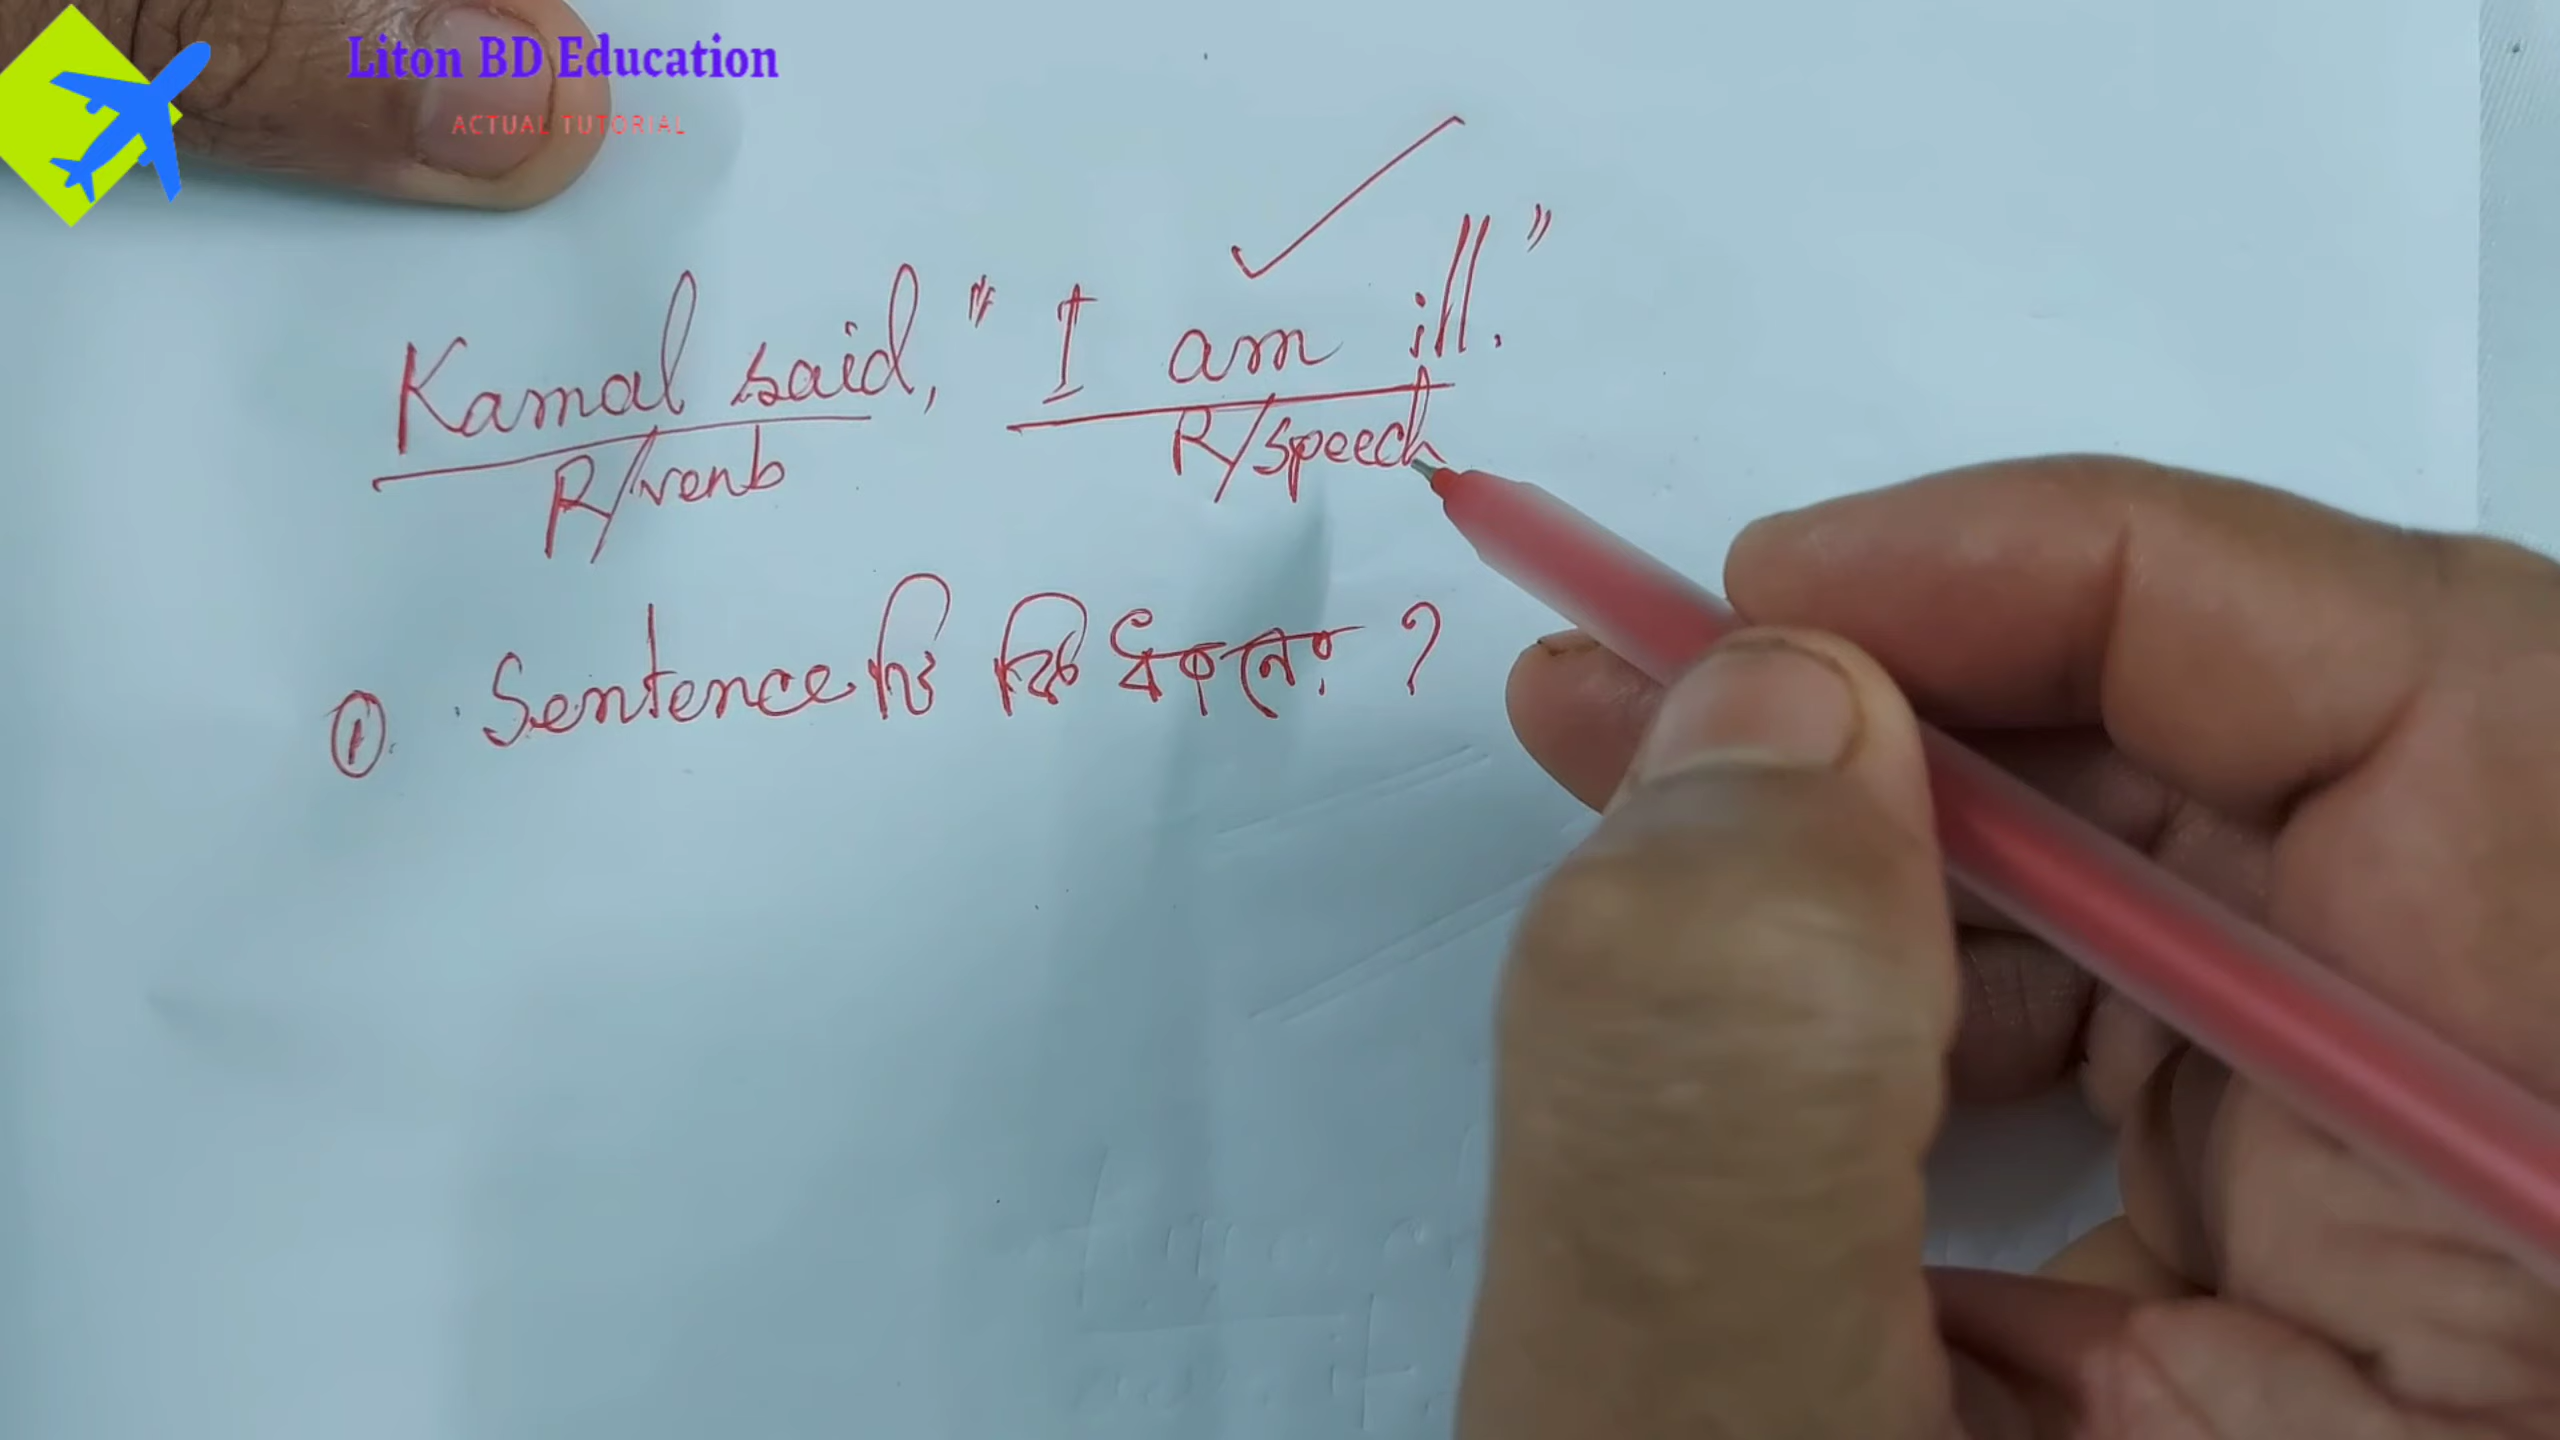 Liton BD Education
ACTUAL TUTORIAL
Kamal said, "I am ill."
R/verb R/speech
①. Sentence টি কি ধরনের ?